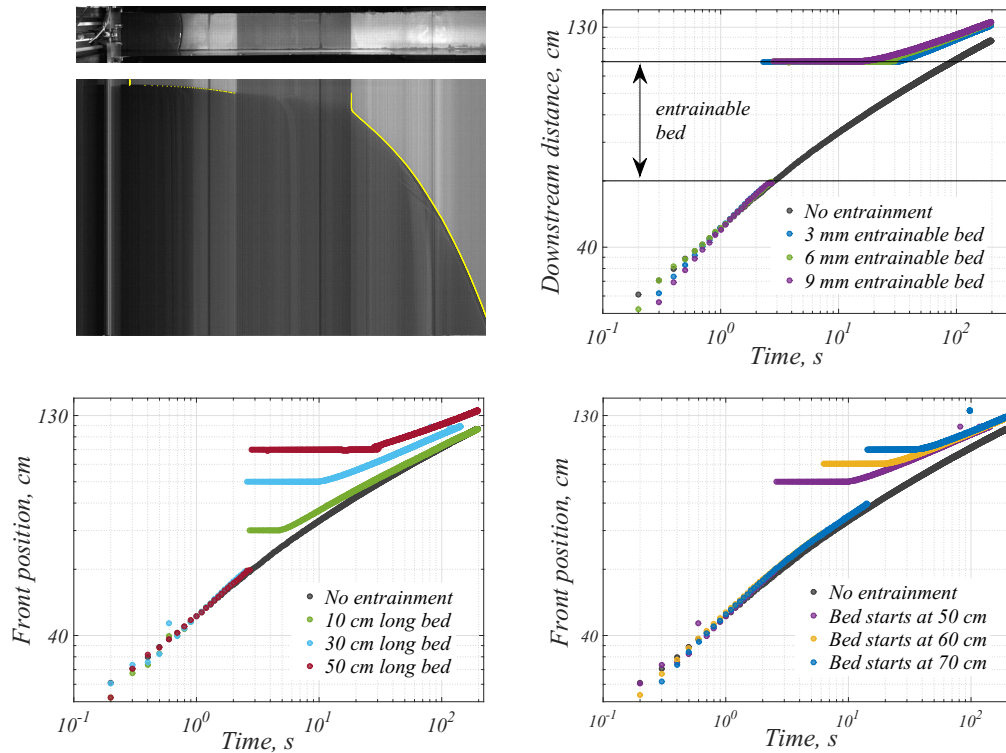 130
40
Downstream distance, cm
entrainable
bed
No entrainment
3 mm entrainable bed
6 mm entrainable bed
9 mm entrainable bed
10^-1
10^0
10^1
10^2
Time, s
130
40
Front position, cm
No entrainment
10 cm long bed
30 cm long bed
50 cm long bed
10^-1
10^0
10^1
10^2
Time, s
130
40
Front position, cm
No entrainment
Bed starts at 50 cm
Bed starts at 60 cm
Bed starts at 70 cm
10^-1
10^0
10^1
10^2
Time, s